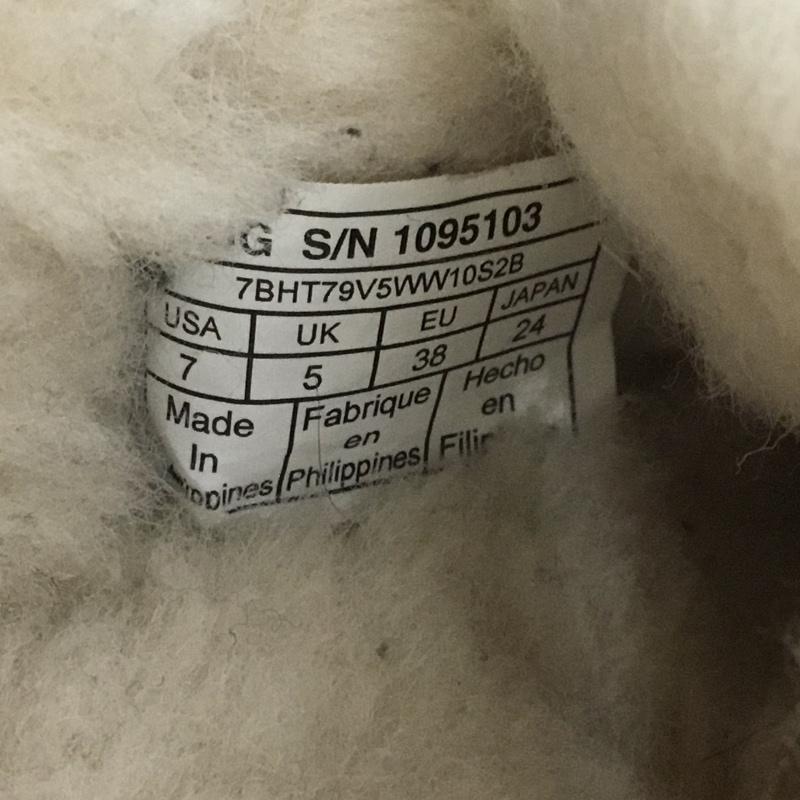 G S/N 1095103
7BHT79V5WW10S2B
USA UK EU JAPAN
7 5 38 24
Made Fabrique Hecho
In en en
Philippines